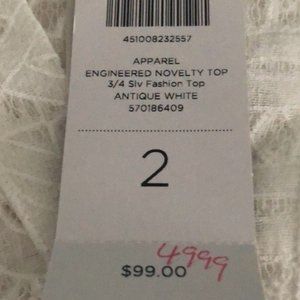 451008232557
APPAREL
ENGINEERED NOVELTY TOP
3/4 Slv Fashion Top
ANTIQUE WHITE
570186409
2
4999
$99.00